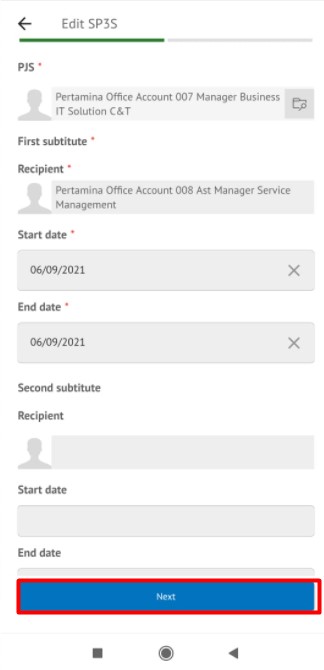 Edit SP3S
PJS *
Pertamina Office Account 007 Manager Business
IT Solution C&T
First subtitute *
Recipient *
Pertamina Office Account 008 Ast Manager Service
Management
Start date *
06/09/2021
End date *
06/09/2021
Second subtitute
Recipient
Start date
End date
Next